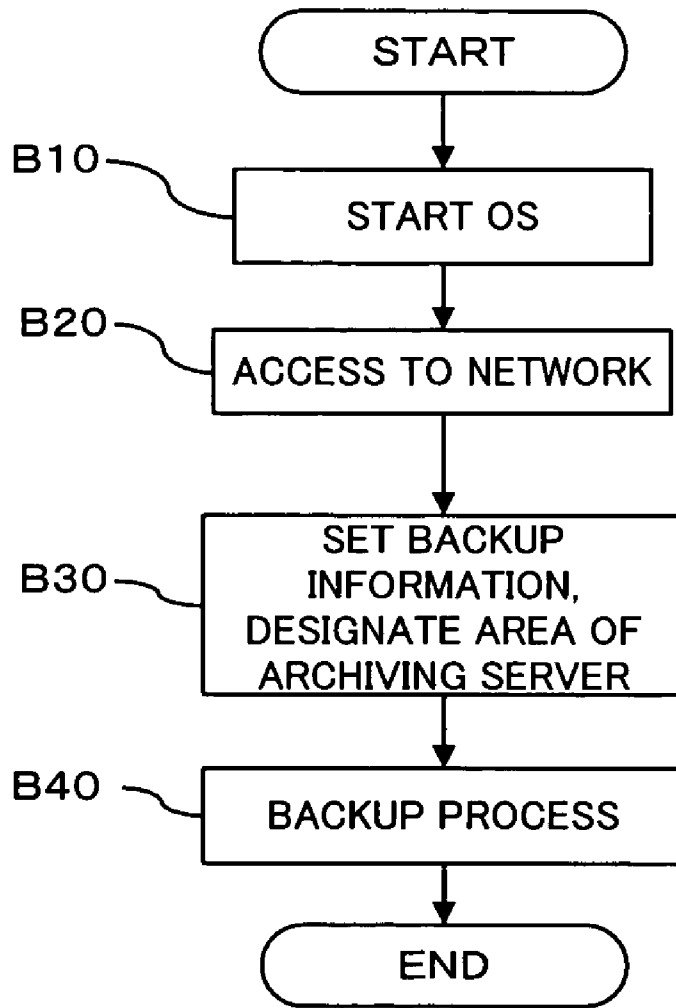 START
B10
START OS
B20
ACCESS TO NETWORK
B30
SET BACKUP
INFORMATION,
DESIGNATE AREA OF
ARCHIVING SERVER
B40
BACKUP PROCESS
END